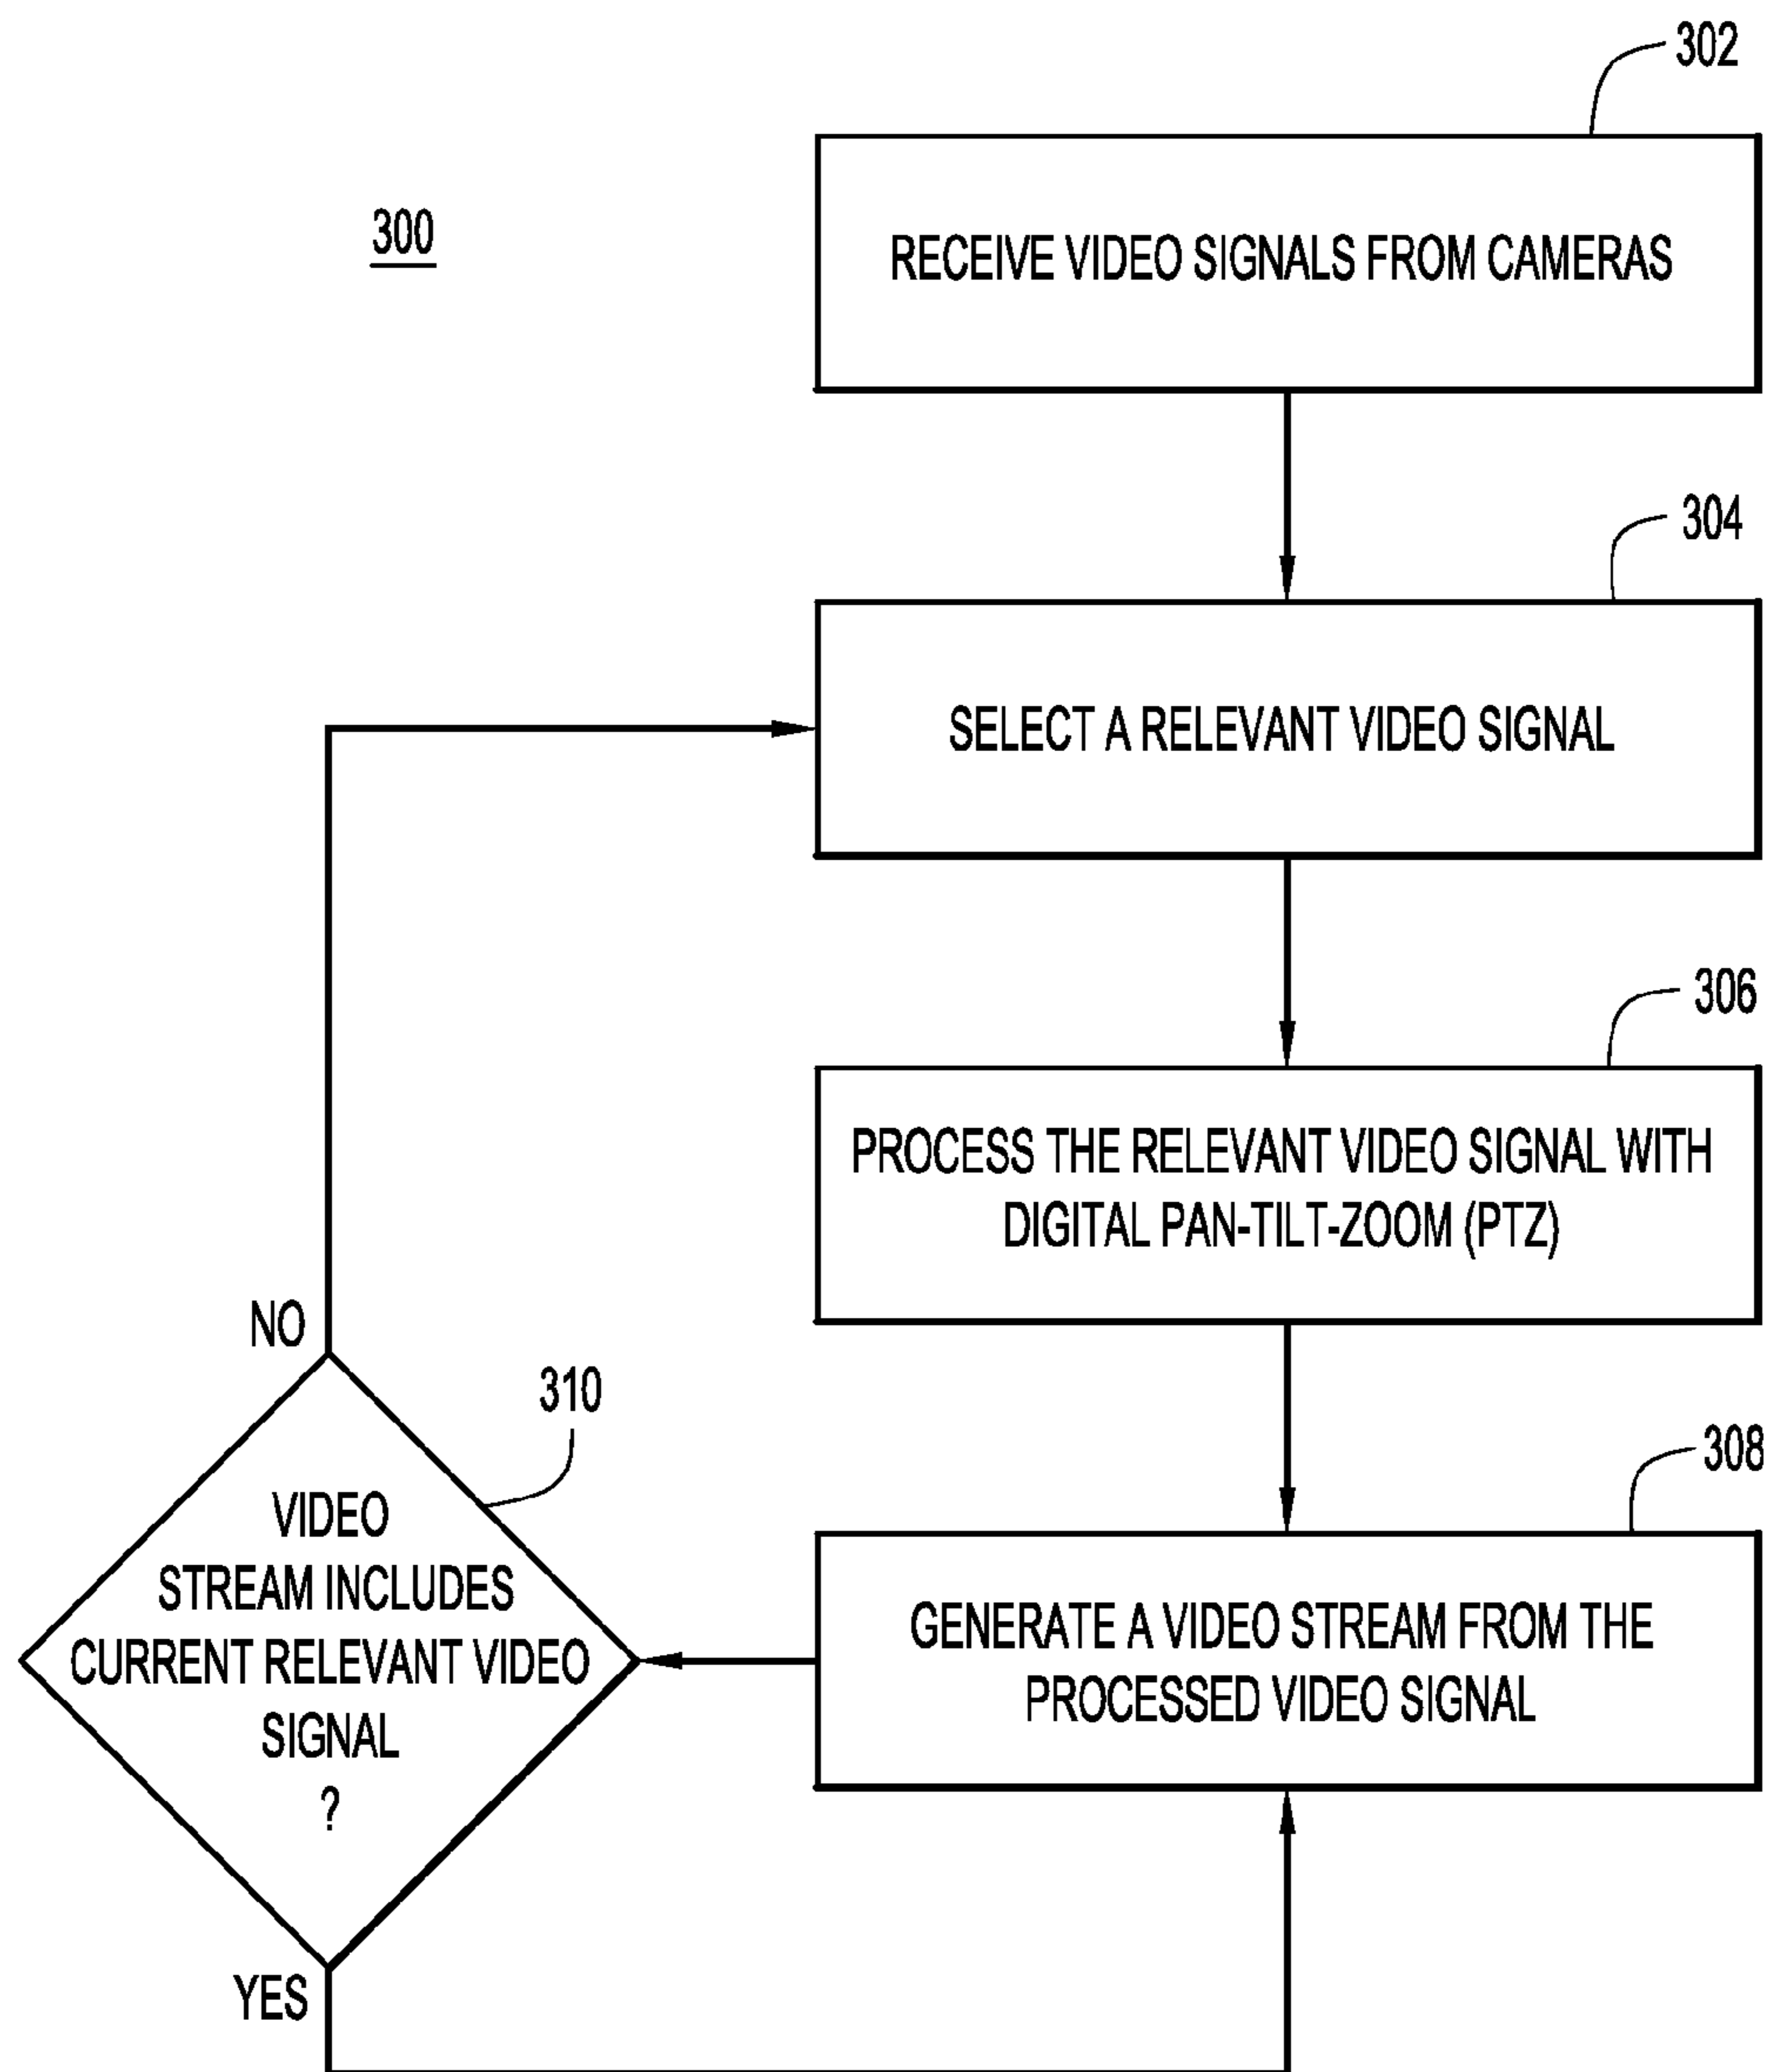 302
300
RECEIVE VIDEO SIGNALS FROM CAMERAS
304
SELECT A RELEVANT VIDEO SIGNAL
306
PROCESS THE RELEVANT VIDEO SIGNAL WITH
DIGITAL PAN-TILT-ZOOM (PTZ)
NO
310
308
VIDEO
STREAM INCLUDES
CURRENT RELEVANT VIDEO
SIGNAL
?
GENERATE A VIDEO STREAM FROM THE
PROCESSED VIDEO SIGNAL
YES